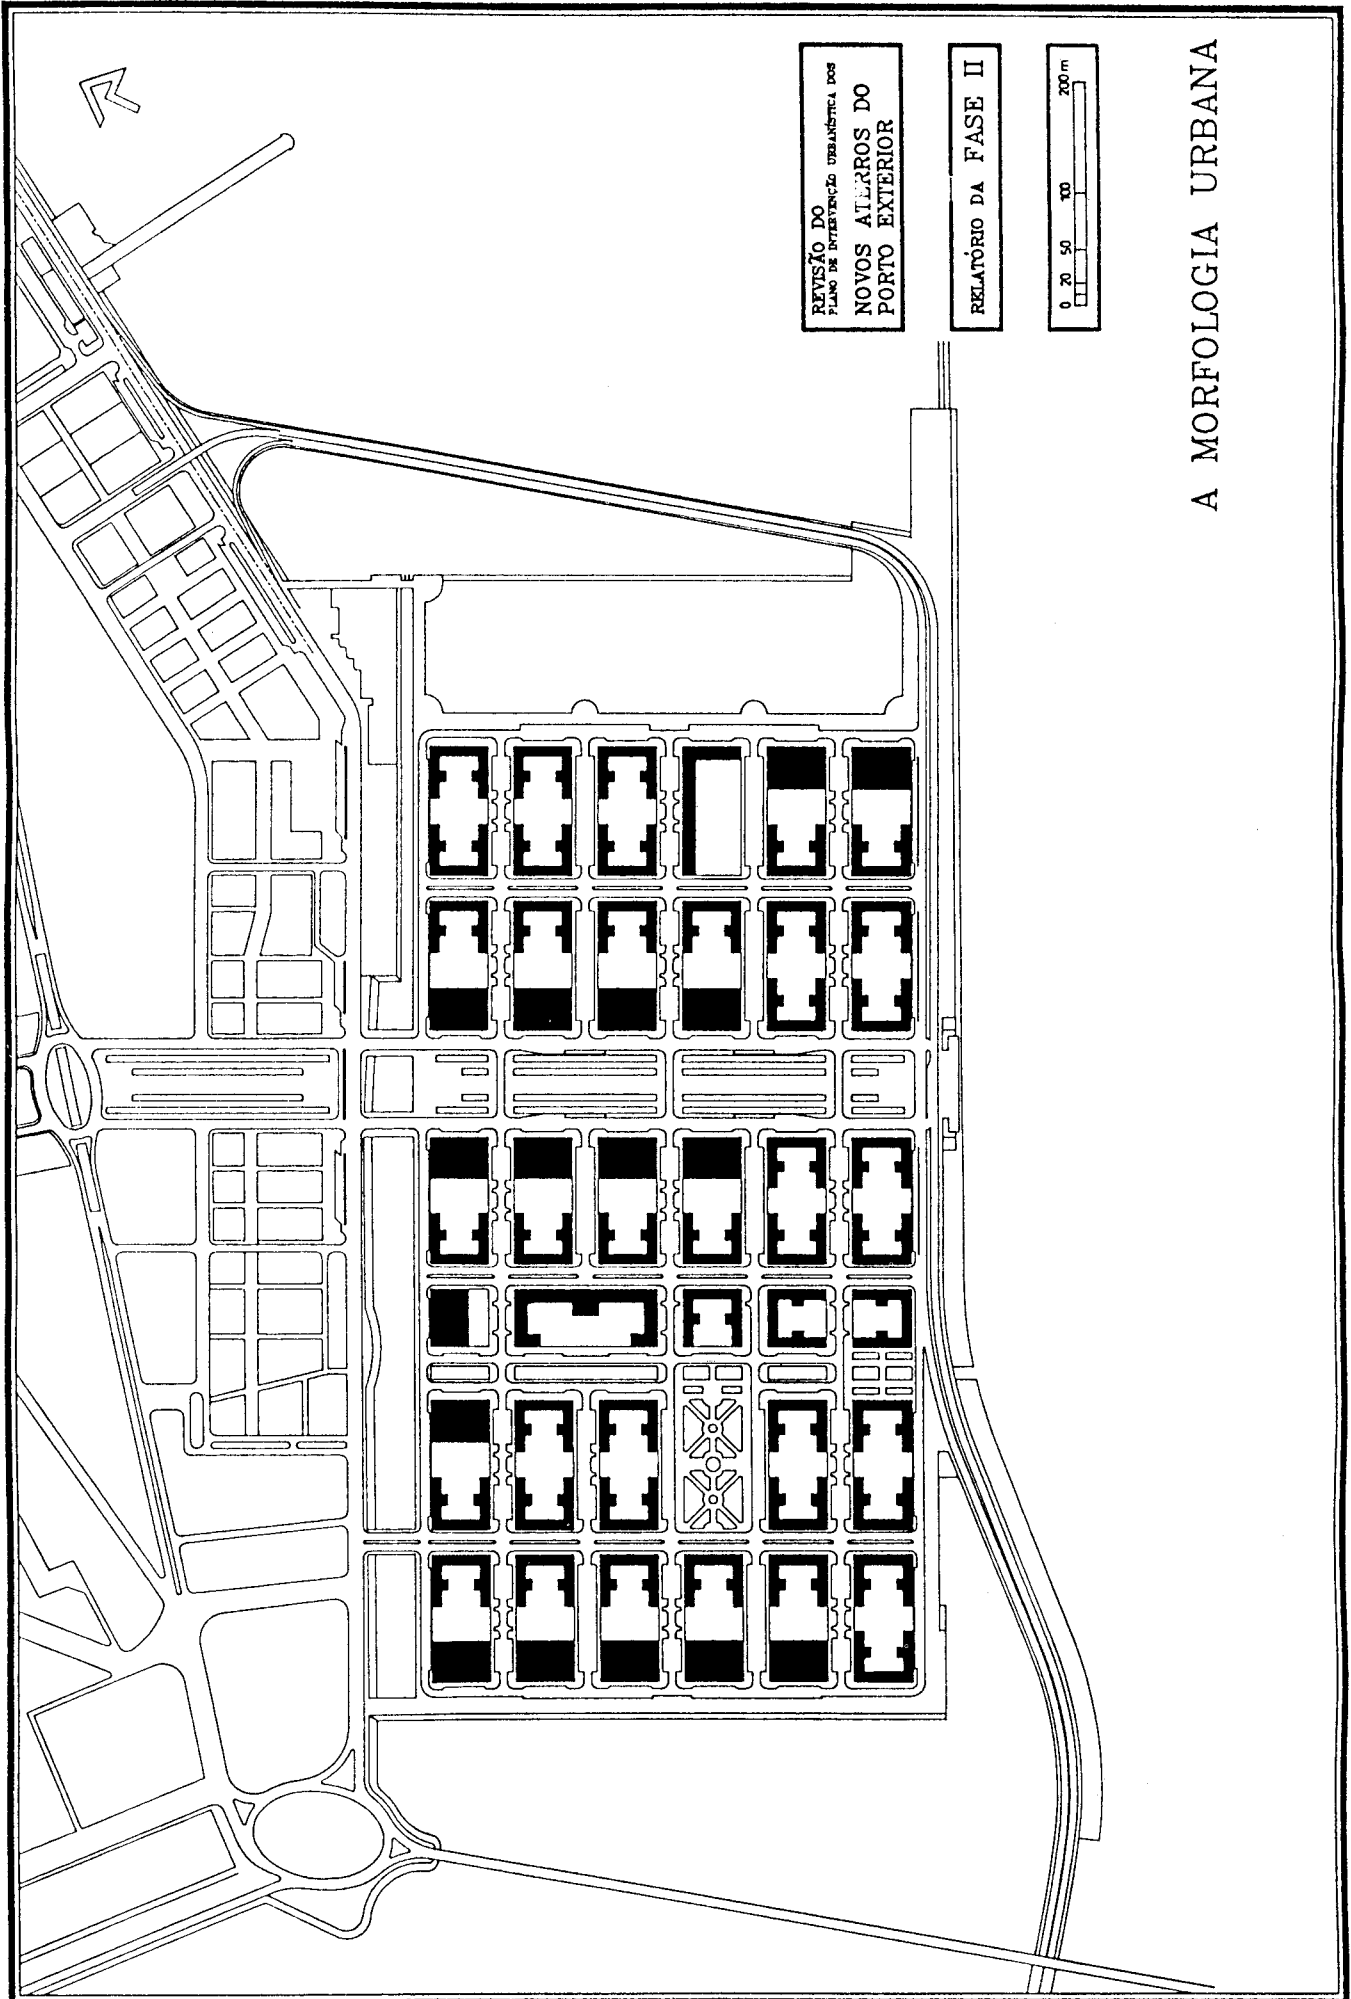 REVISÃO DO
PLANO DE INTERVENÇÃO URBANÍSTICA DOS
NOVOS ATERROS DO
PORTO EXTERIOR
RELATÓRIO DA FASE II
0 20 50 100 200 m
A MORFOLOGIA URBANA